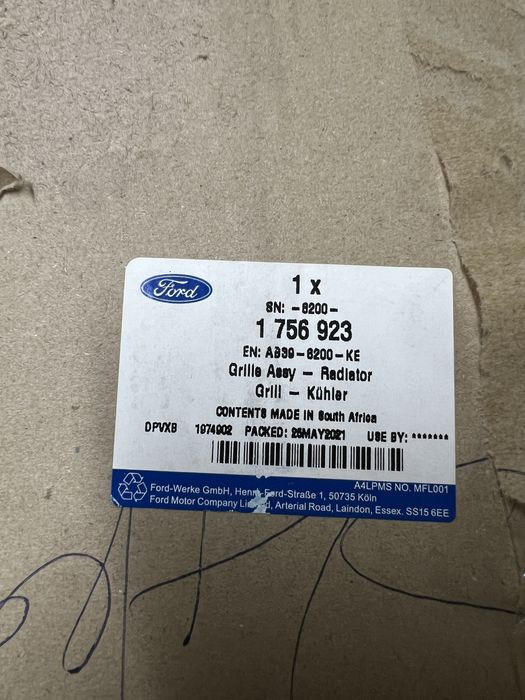 Ford
1 x
SN: -8200-
1 756 923
EN: AB39-8200-KE
Grille Assy - Radiator
Grill - Kühler
CONTENTS MADE IN South Africa
DPVXB 1974902 PACKED: 25MAY2021 USE BY: *******
A4LPMS NO. MFL001
Ford-Werke GmbH, Henry-Ford-Straße 1, 50735 Köln
Ford Motor Company Limited, Arterial Road, Laindon, Essex. SS15 6EE